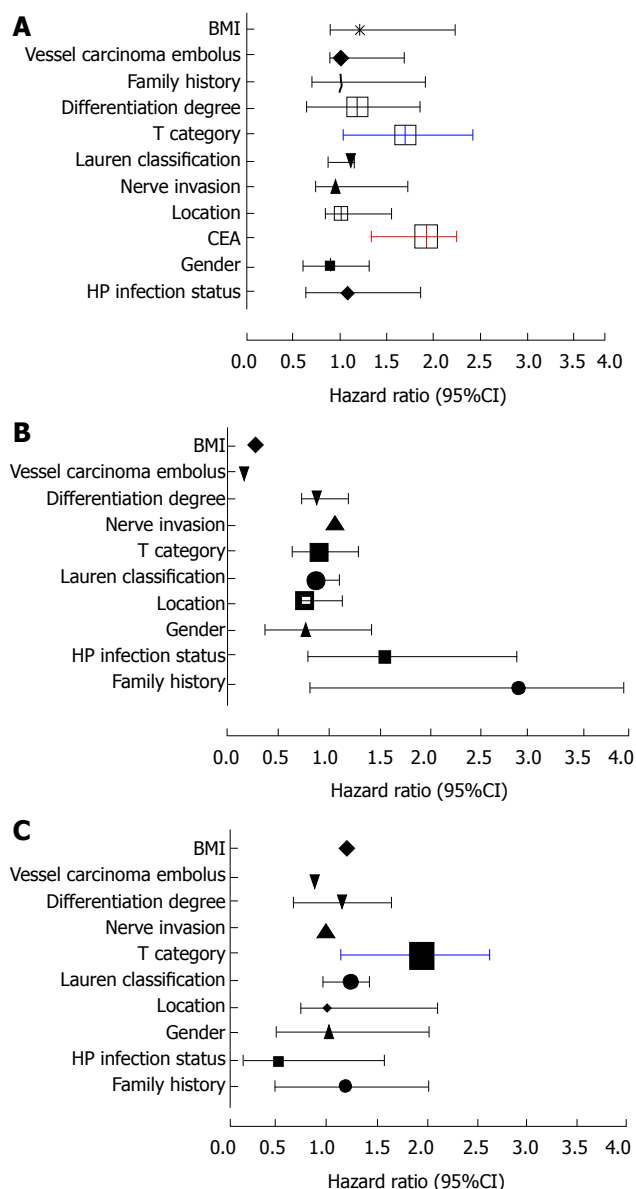 A
BMI
Vessel carcinoma embolus
Family history
Differentiation degree
T category
Lauren classification
Nerve invasion
Location
CEA
Gender
HP infection status
0.0 0.5 1.0 1.5 2.0 2.5 3.0 3.5 4.0
Hazard ratio (95%CI)
B
BMI
Vessel carcinoma embolus
Differentiation degree
Nerve invasion
T category
Lauren classification
Location
Gender
HP infection status
Family history
0.0 0.5 1.0 1.5 2.0 2.5 3.0 3.5 4.0
Hazard ratio (95%CI)
C
BMI
Vessel carcinoma embolus
Differentiation degree
Nerve invasion
T category
Lauren classification
Location
Gender
HP infection status
Family history
0.0 0.5 1.0 1.5 2.0 2.5 3.0 3.5 4.0
Hazard ratio (95%CI)